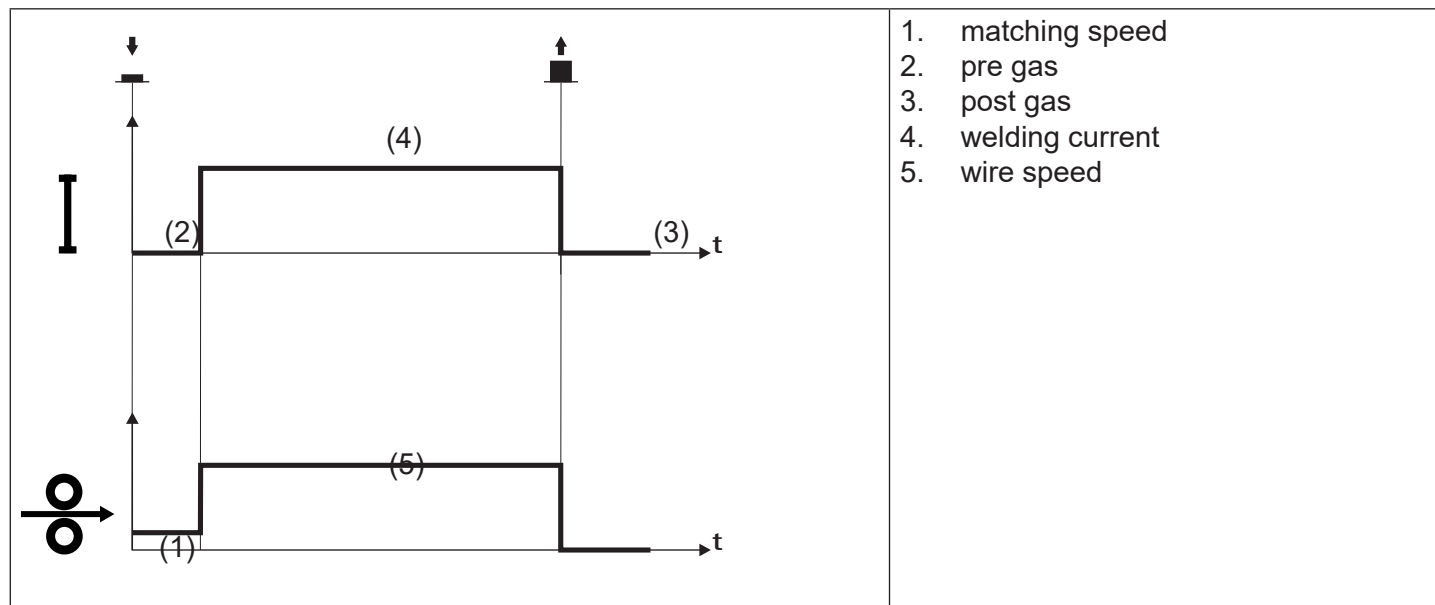 (4)
(2)
(3)
t
I
(5)
(1)
t
1. matching speed
2. pre gas
3. post gas
4. welding current
5. wire speed